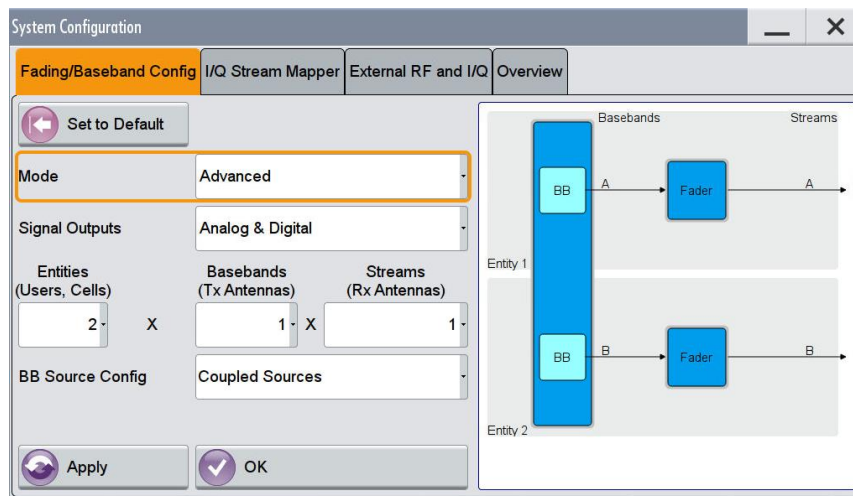 System Configuration
Fading/Baseband Config I/Q Stream Mapper External RF and I/Q Overview
Set to Default
Mode Advanced
Signal Outputs Analog & Digital
Entities Basebands Streams
(Users, Cells) (Tx Antennas) (Rx Antennas)
2 X 1 X 1
BB Source Config Coupled Sources
Apply OK
Basebands Streams
BB A Fader A
Entity 1
BB B Fader B
Entity 2